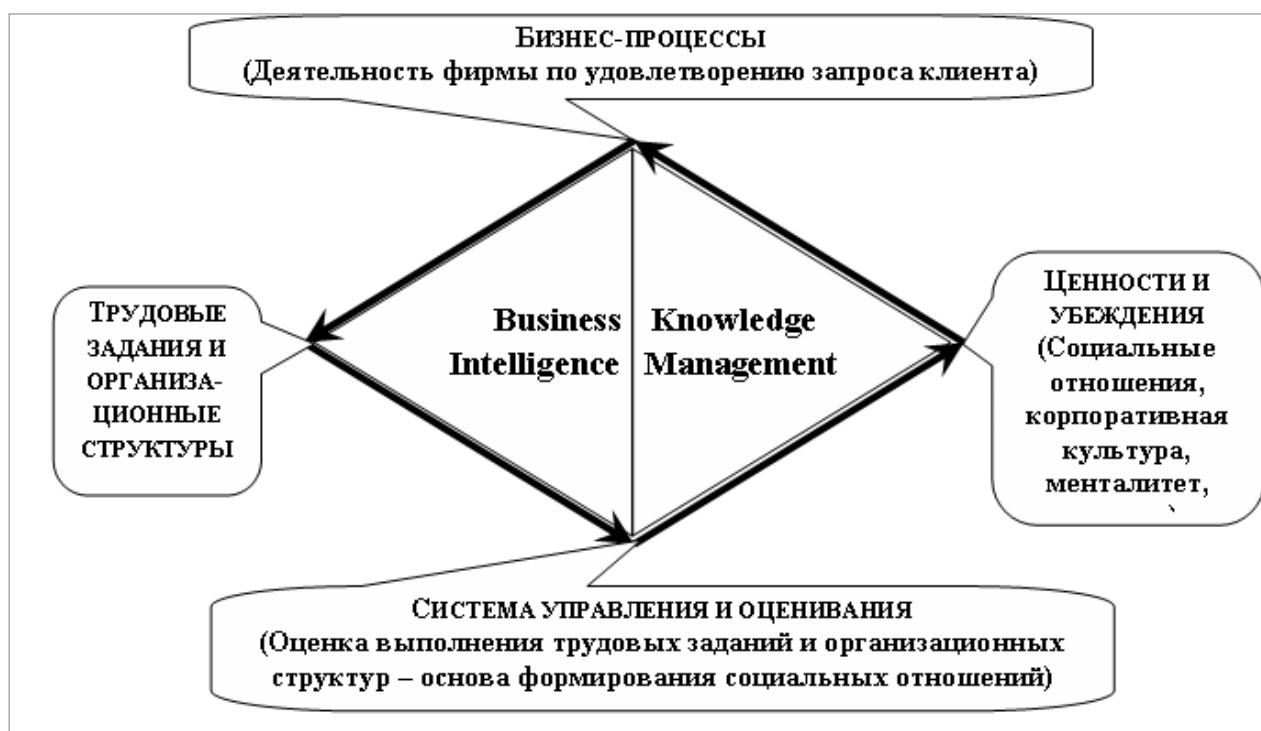 БИЗНЕС-ПРОЦЕССЫ
(Деятельность фирмы по удовлетворению запроса клиента)
ТРУДОВЫЕ
ЗАДАНИЯ И
ОРГАНИЗА-
ЦИОННЫЕ
СТРУКТУРЫ
Business
Intelligence
Knowledge
Management
ЦЕННОСТИ И
УБЕЖДЕНИЯ
(Социальные
отношения,
корпоративная
культура,
менталитет,
СИСТЕМА УПРАВЛЕНИЯ И ОЦЕНИВАНИЯ
(Оценка выполнения трудовых заданий и организационных
структур – основа формирования социальных отношений)